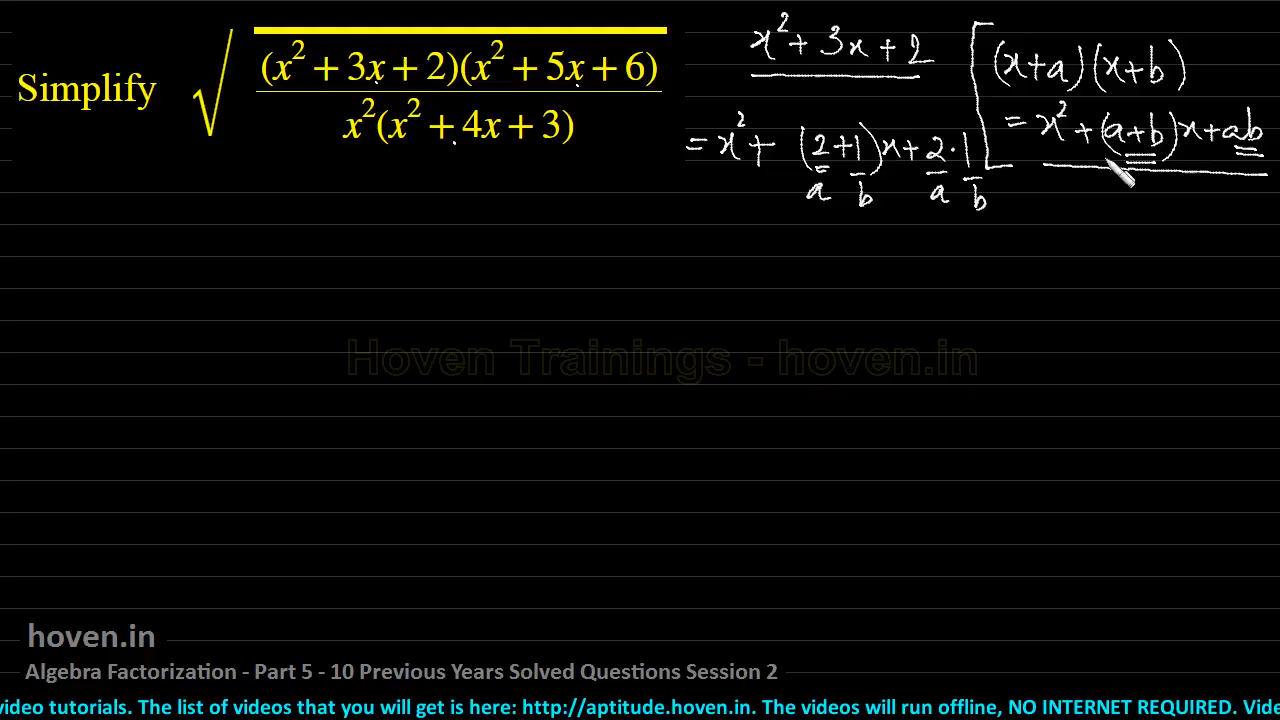 Simplify √((x² + 3x + 2)(x² + 5x + 6) / x²(x² + 4x + 3))
x² + 3x + 2
= x² + (2 + 1)x + 2 · 1
a b a b
(x + a)(x + b)
= x² + (a + b)x + ab
Hoven Trainings - hoven.in
hoven.in
Algebra Factorization - Part 5 - 10 Previous Years Solved Questions Session 2
video tutorials. The list of videos that you will get is here: http://aptitude.hoven.in. The videos will run offline, NO INTERNET REQUIRED. Vide